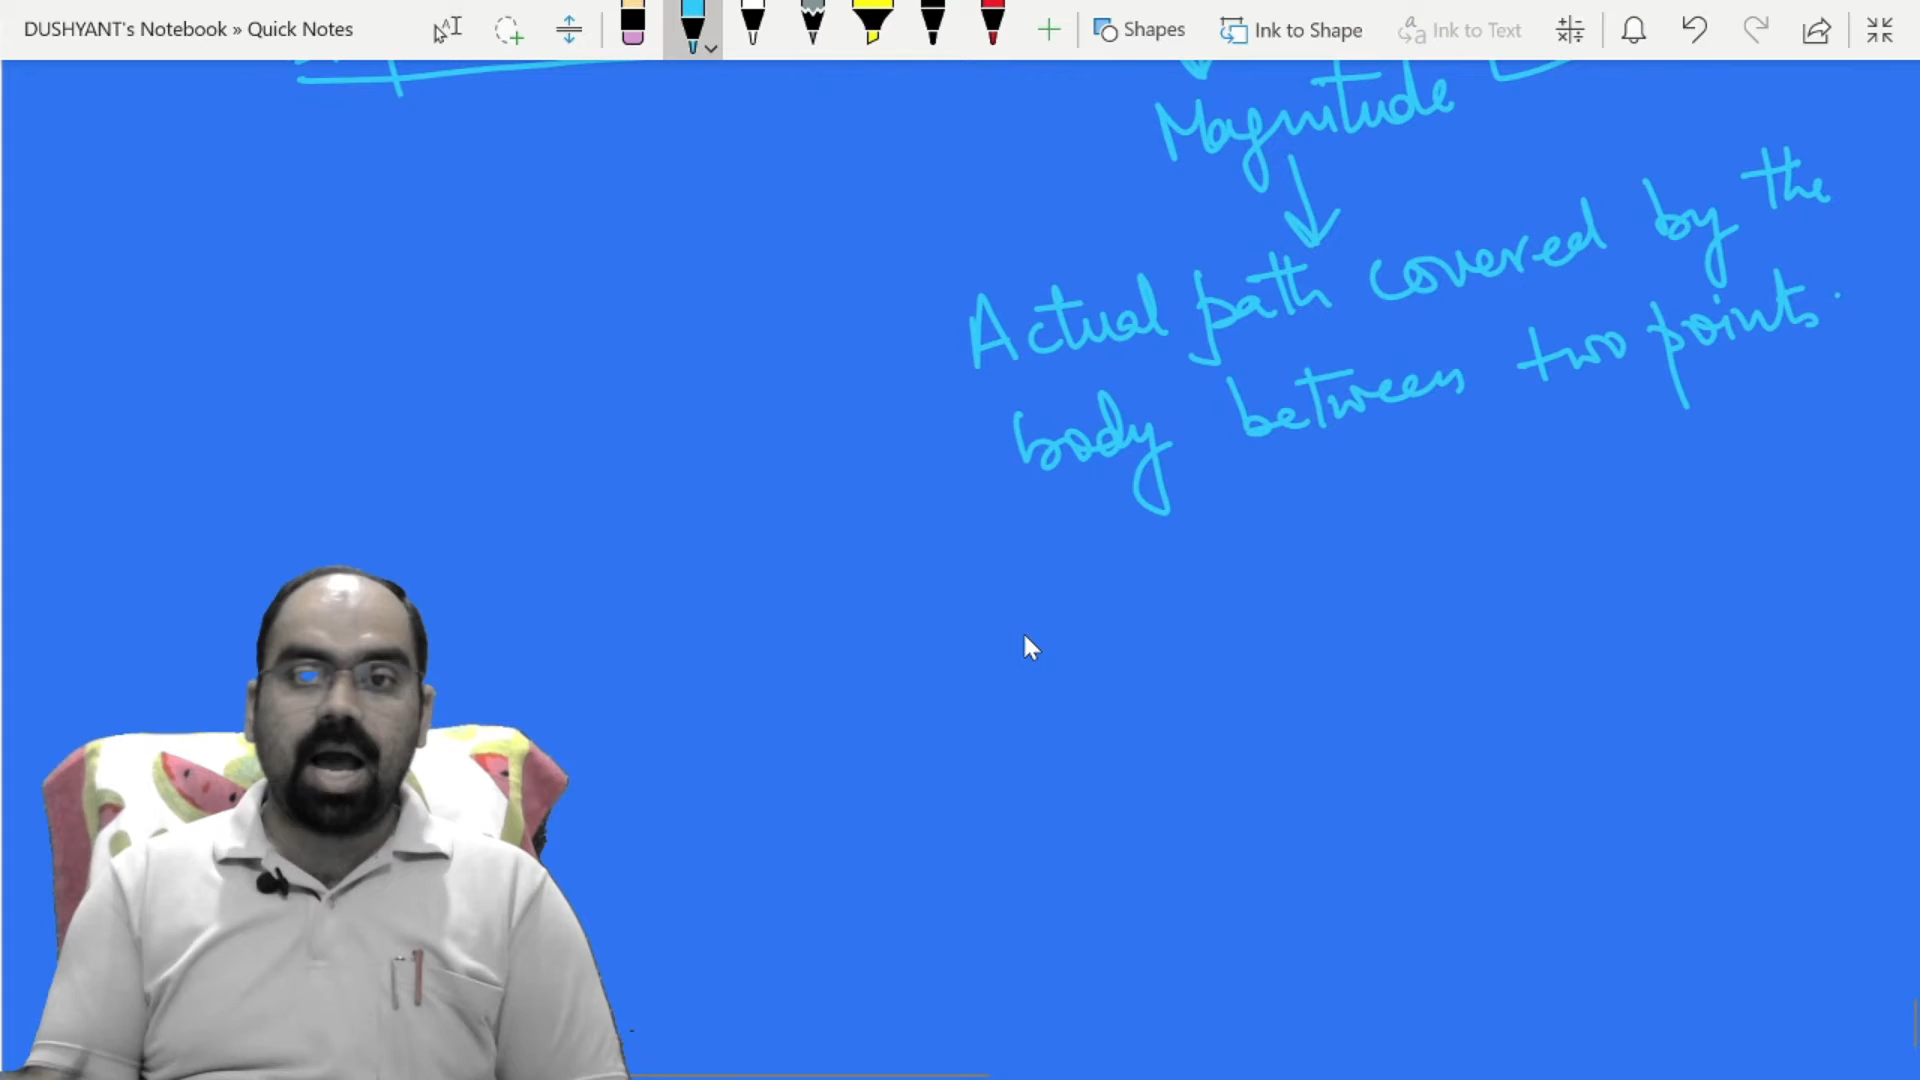 DUSHYANT's Notebook » Quick Notes
Shapes
Ink to Shape
Ink to Text
Magnitude
Actual path covered by the
body between two points.